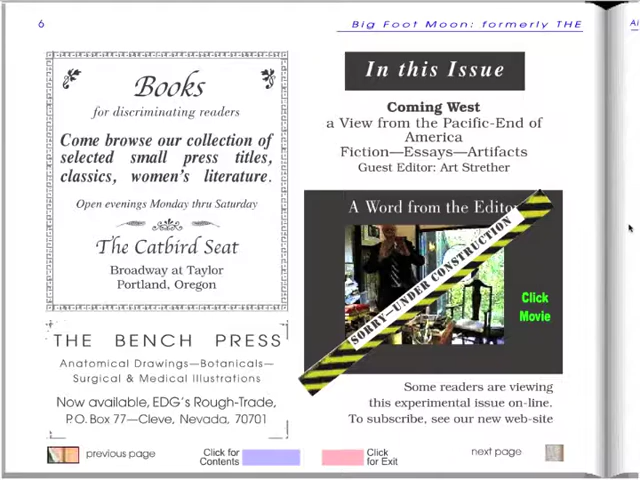 6
Big Foot Moon: formerly THE
Books
for discriminating readers
Come browse our collection of
selected small press titles,
classics, women's literature.
Open evenings Monday thru Saturday
The Catbird Seat
Broadway at Taylor
Portland, Oregon
THE BENCH PRESS
Anatomical Drawings—Botanicals—
Surgical & Medical Illustrations
Now available, EDG's Rough-Trade,
P.O. Box 77—Cleve, Nevada, 70701
In this Issue
Coming West
a View from the Pacific-End of
America
Fiction—Essays—Artifacts
Guest Editor: Art Strether
A Word from the Editor
SORRY—UNDER CONSTRUCTION
Click
Movie
Some readers are viewing
this experimental issue on-line.
To subscribe, see our new web-site
previous page
Click for
Contents
Click
for Exit
next page